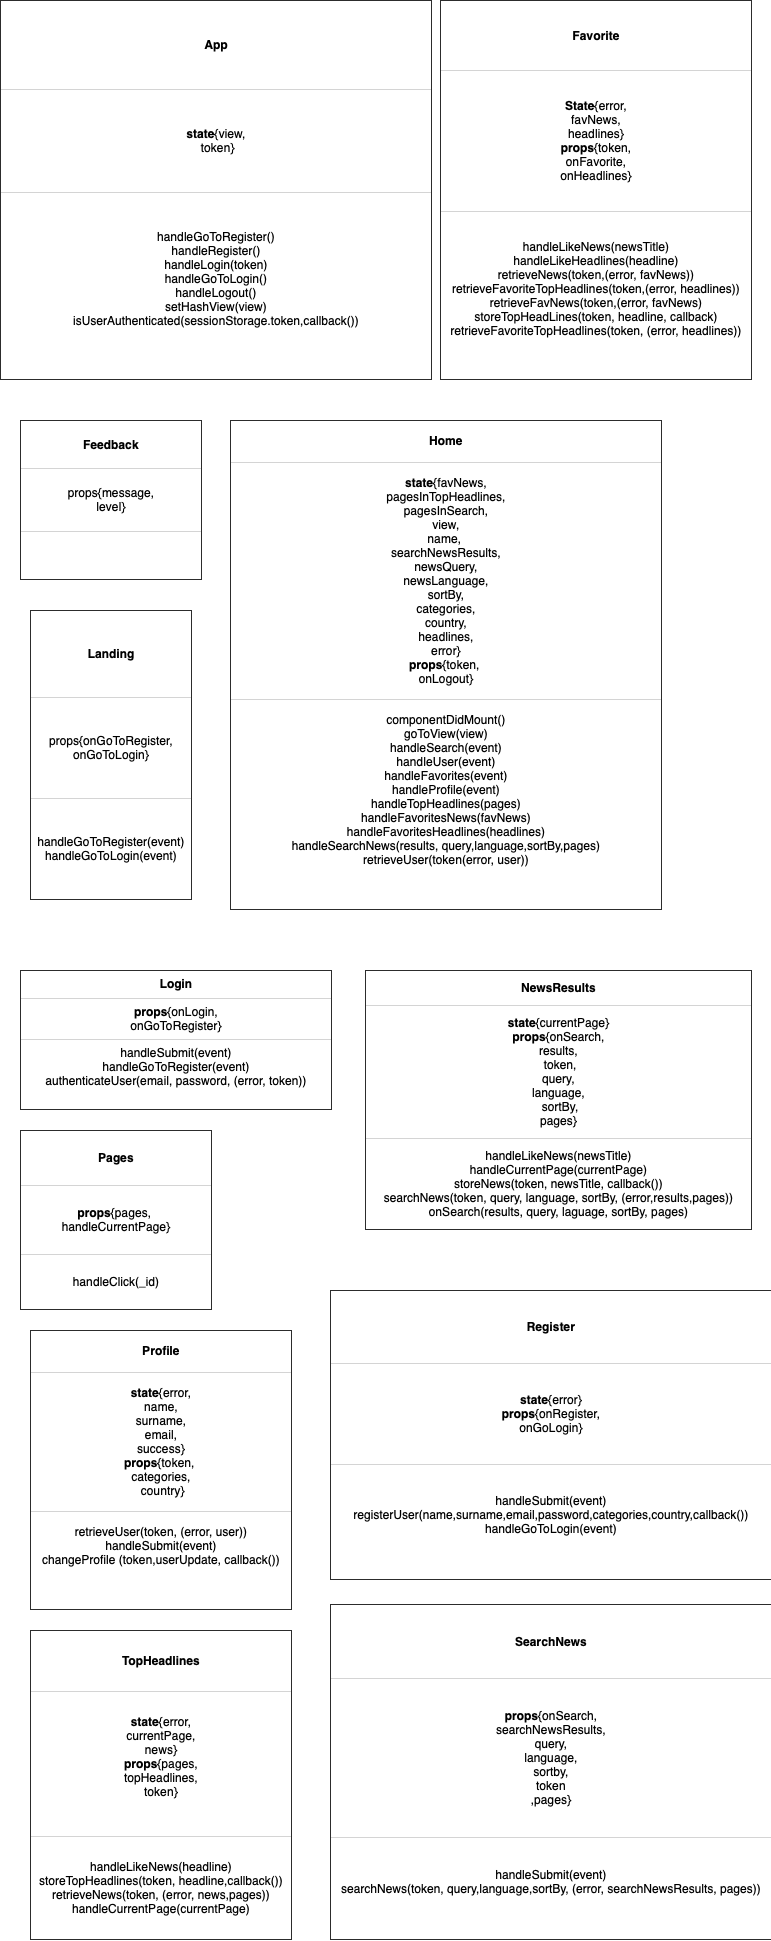 App
state{view,
token}
handleGoToRegister()
handleRegister()
handleLogin(token)
handleGoToLogin()
handleLogout()
setHashView(view)
isUserAuthenticated(sessionStorage.token,callback())
Favorite
State{error,
favNews,
headlines}
props{token,
onFavorite,
onHeadlines}
handleLikeNews(newsTitle)
handleLikeHeadlines(headline)
retrieveNews(token,(error, favNews))
retrieveFavoriteTopHeadlines(token,(error, headlines))
retrieveFavNews(token,(error, favNews)
storeTopHeadLines(token, headline, callback)
retrieveFavoriteTopHeadlines(token, (error, headlines))
Feedback
props{message,
level}
Home
state{favNews,
pagesInTopHeadlines,
pagesInSearch,
view,
name,
searchNewsResults,
newsQuery,
newsLanguage,
sortBy,
categories,
country,
headlines,
error}
props{token,
onLogout}
componentDidMount()
goToView(view)
handleSearch(event)
handleUser(event)
handleFavorites(event)
handleProfile(event)
handleTopHeadlines(pages)
handleFavoritesNews(favNews)
handleFavoritesHeadlines(headlines)
handleSearchNews(results, query,language,sortBy,pages)
retrieveUser(token(error, user))
Landing
props{onGoToRegister,
onGoToLogin}
handleGoToRegister(event)
handleGoToLogin(event)
Login
props{onLogin,
onGoToRegister}
handleSubmit(event)
handleGoToRegister(event)
authenticateUser(email, password, (error, token))
NewsResults
state{currentPage}
props{onSearch,
results,
token,
query,
language,
sortBy,
pages}
handleLikeNews(newsTitle)
handleCurrentPage(currentPage)
storeNews(token, newsTitle, callback())
searchNews(token, query, language, sortBy, (error,results,pages))
onSearch(results, query, laguage, sortBy, pages)
Pages
props{pages,
handleCurrentPage}
handleClick(_id)
Profile
state{error,
name,
surname,
email,
success}
props{token,
categories,
country}
retrieveUser(token, (error, user))
handleSubmit(event)
changeProfile (token,userUpdate, callback())
Register
state{error}
props{onRegister,
onGoLogin}
handleSubmit(event)
registerUser(name,surname,email,password,categories,country,callback())
handleGoToLogin(event)
TopHeadlines
state{error,
currentPage,
news}
props{pages,
topHeadlines,
token}
handleLikeNews(headline)
storeTopHeadlines(token, headline,callback())
retrieveNews(token, (error, news,pages))
handleCurrentPage(currentPage)
SearchNews
props{onSearch,
searchNewsResults,
query,
language,
sortby,
token
,pages}
handleSubmit(event)
searchNews(token, query,language,sortBy, (error, searchNewsResults, pages))